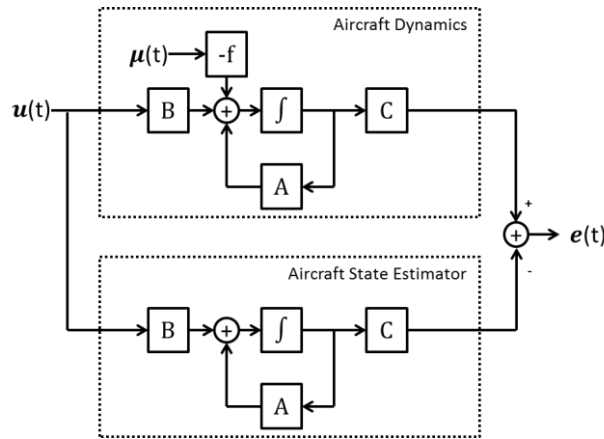 Aircraft Dynamics
μ(t)
-f
u(t)
B
+
∫
C
A
+
+
e(t)
-
Aircraft State Estimator
B
+
∫
C
A